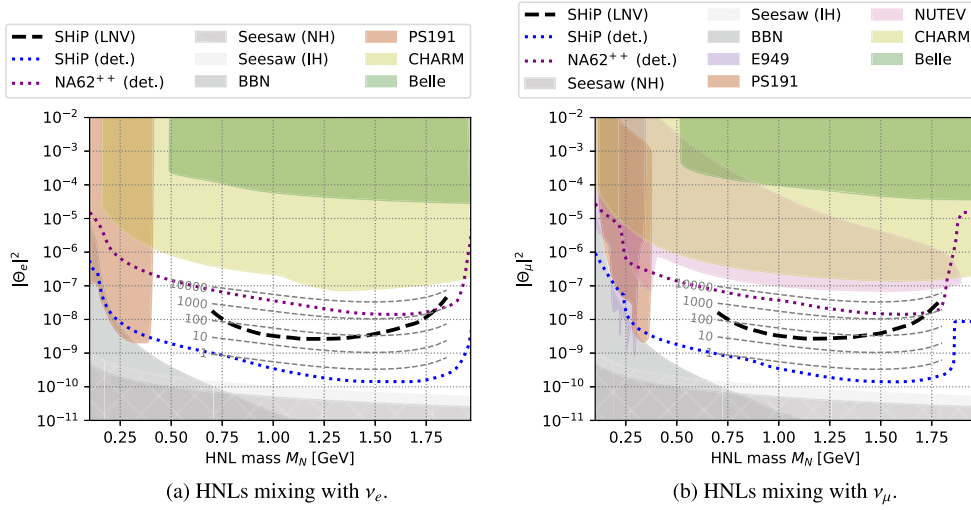 SHiP (LNV)
SHiP (det.)
NA62++ (det.)
Seesaw (NH)
Seesaw (IH)
BBN
PS191
CHARM
Belle
10−2
10−3
10−4
10−5
10−6
10−7
10−8
10−9
10−10
10−11
|Θe|2
10000
1000
100
10
1
0.25 0.50 0.75 1.00 1.25 1.50 1.75
HNL mass MN [GeV]
(a) HNLs mixing with νe.
SHiP (LNV)
SHiP (det.)
NA62++ (det.)
Seesaw (NH)
Seesaw (IH)
BBN
E949
PS191
NUTEV
CHARM
Belle
10−2
10−3
10−4
10−5
10−6
10−7
10−8
10−9
10−10
10−11
|Θμ|2
10000
1000
100
10
1
0.25 0.50 0.75 1.00 1.25 1.50 1.75
HNL mass MN [GeV]
(b) HNLs mixing with νμ.